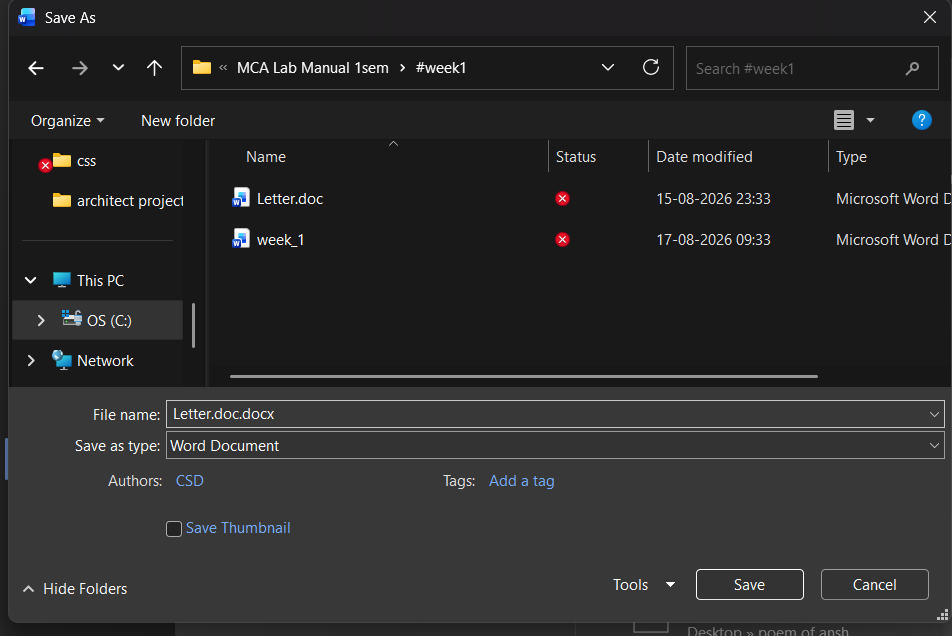 Save As
« MCA Lab Manual 1sem › #week1
Search #week1
Organize
New folder
?
css
architect project
This PC
OS (C:)
Network
Name Status Date modified Type
Letter.doc 15-08-2026 23:33 Microsoft Word D
week_1 17-08-2026 09:33 Microsoft Word D
File name: Letter.doc.docx
Save as type: Word Document
Authors: CSD Tags: Add a tag
Save Thumbnail
Hide Folders
Tools Save Cancel
Desktop » poem of ansh